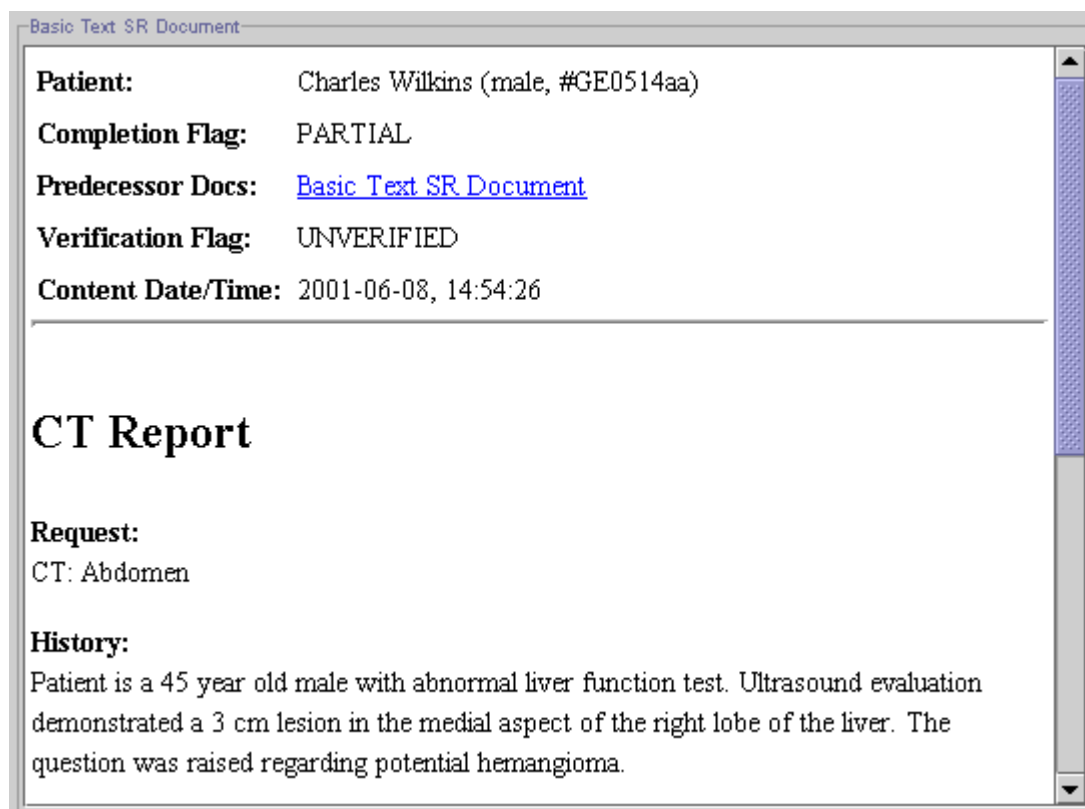 Basic Text SR Document
Patient: Charles Wilkins (male, #GE0514aa)
Completion Flag: PARTIAL
Predecessor Docs: Basic Text SR Document
Verification Flag: UNVERIFIED
Content Date/Time: 2001-06-08, 14:54:26
CT Report
Request:
CT: Abdomen
History:
Patient is a 45 year old male with abnormal liver function test. Ultrasound evaluation
demonstrated a 3 cm lesion in the medial aspect of the right lobe of the liver. The
question was raised regarding potential hemangioma.